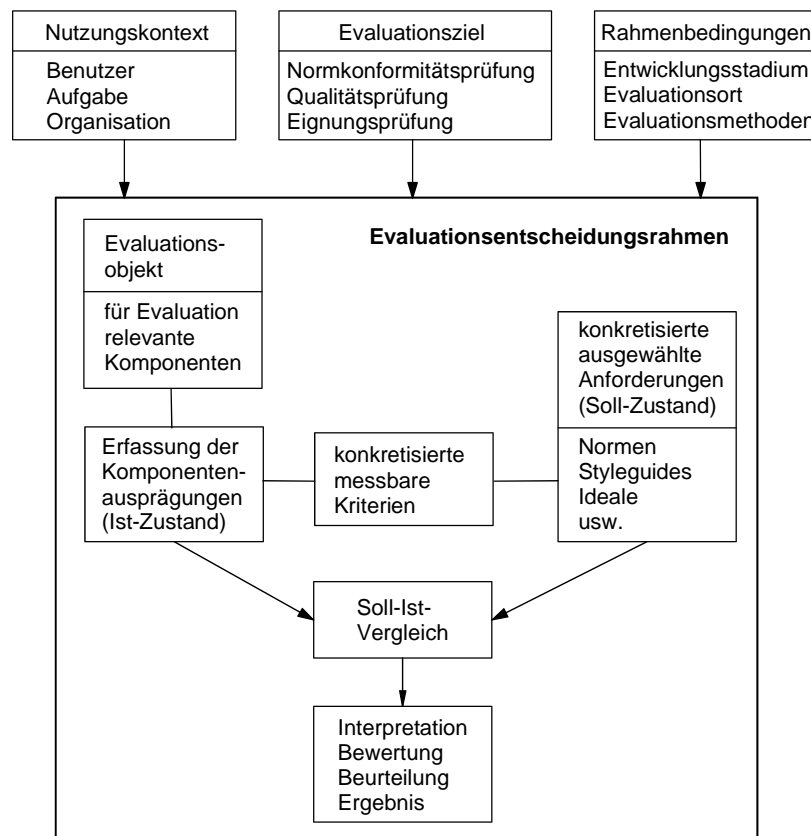 Nutzungskontext
Benutzer
Aufgabe
Organisation
Evaluationsziel
Normkonformitätsprüfung
Qualitätsprüfung
Eignungsprüfung
Rahmenbedingungen
Entwicklungsstadium
Evaluationsort
Evaluationsmethoden
Evaluationsentscheidungsrahmen
Evaluations-
objekt
für Evaluation
relevante
Komponenten
Erfassung der
Komponenten-
ausprägungen
(Ist-Zustand)
konkretisierte
messbare
Kriterien
konkretisierte
ausgewählte
Anforderungen
(Soll-Zustand)
Normen
Styleguides
Ideale
usw.
Soll-Ist-
Vergleich
Interpretation
Bewertung
Beurteilung
Ergebnis